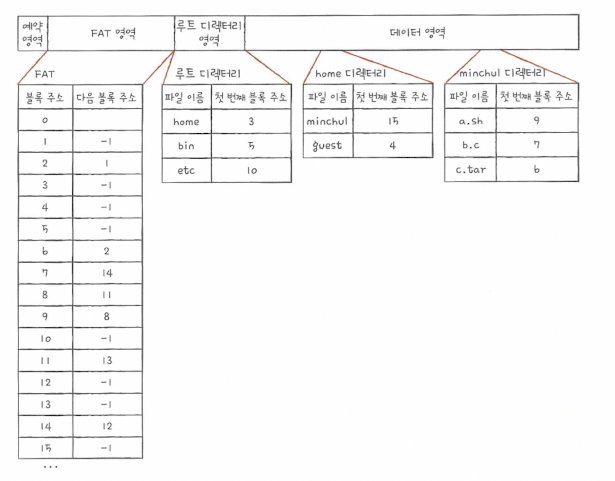 예약 영역 FAT 영역 루트 디렉터리 영역 데이터 영역
FAT
블록 주소 다음 블록 주소
0
1 -1
2 1
3 -1
4 -1
5 -1
6 2
7 14
8 11
9 8
10 -1
11 13
12 -1
13 -1
14 12
15 -1
...
루트 디렉터리
파일 이름 첫 번째 블록 주소
home 3
bin 5
etc 10
home 디렉터리
파일 이름 첫 번째 블록 주소
minchul 15
guest 4
minchul 디렉터리
파일 이름 첫 번째 블록 주소
a.sh 9
b.c 7
c.tar 6